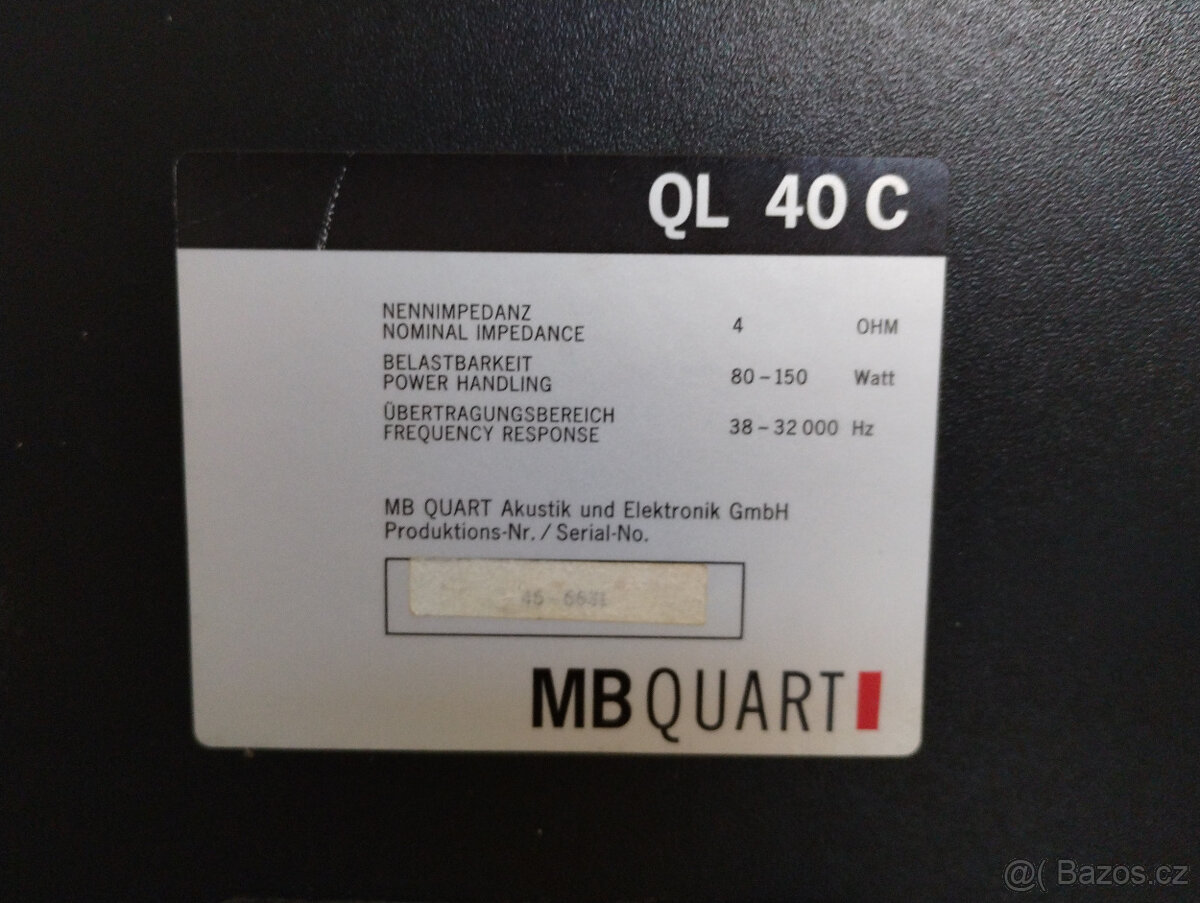 QL 40 C
NENNIMPEDANZ
NOMINAL IMPEDANCE 4 OHM
BELASTBARKEIT
POWER HANDLING 80 – 150 Watt
ÜBERTRAGUNGSBEREICH
FREQUENCY RESPONSE 38 – 32 000 Hz
MB QUART Akustik und Elektronik GmbH
Produktions-Nr. / Serial-No.
MB QUART
@( Bazos.cz